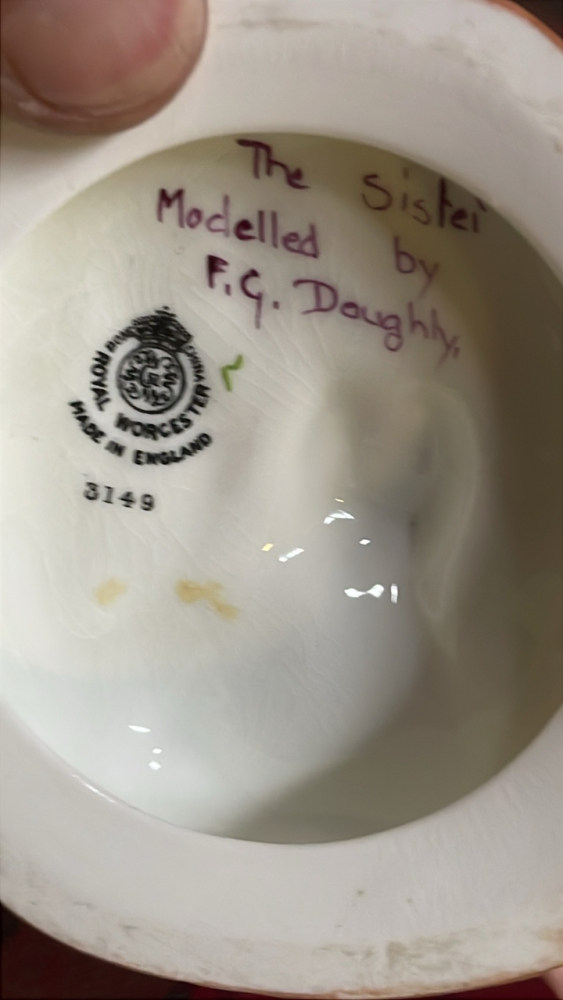 The Sister
Modelled by
F.G. Doughty,
ROYAL WORCESTER
MADE IN ENGLAND
3149